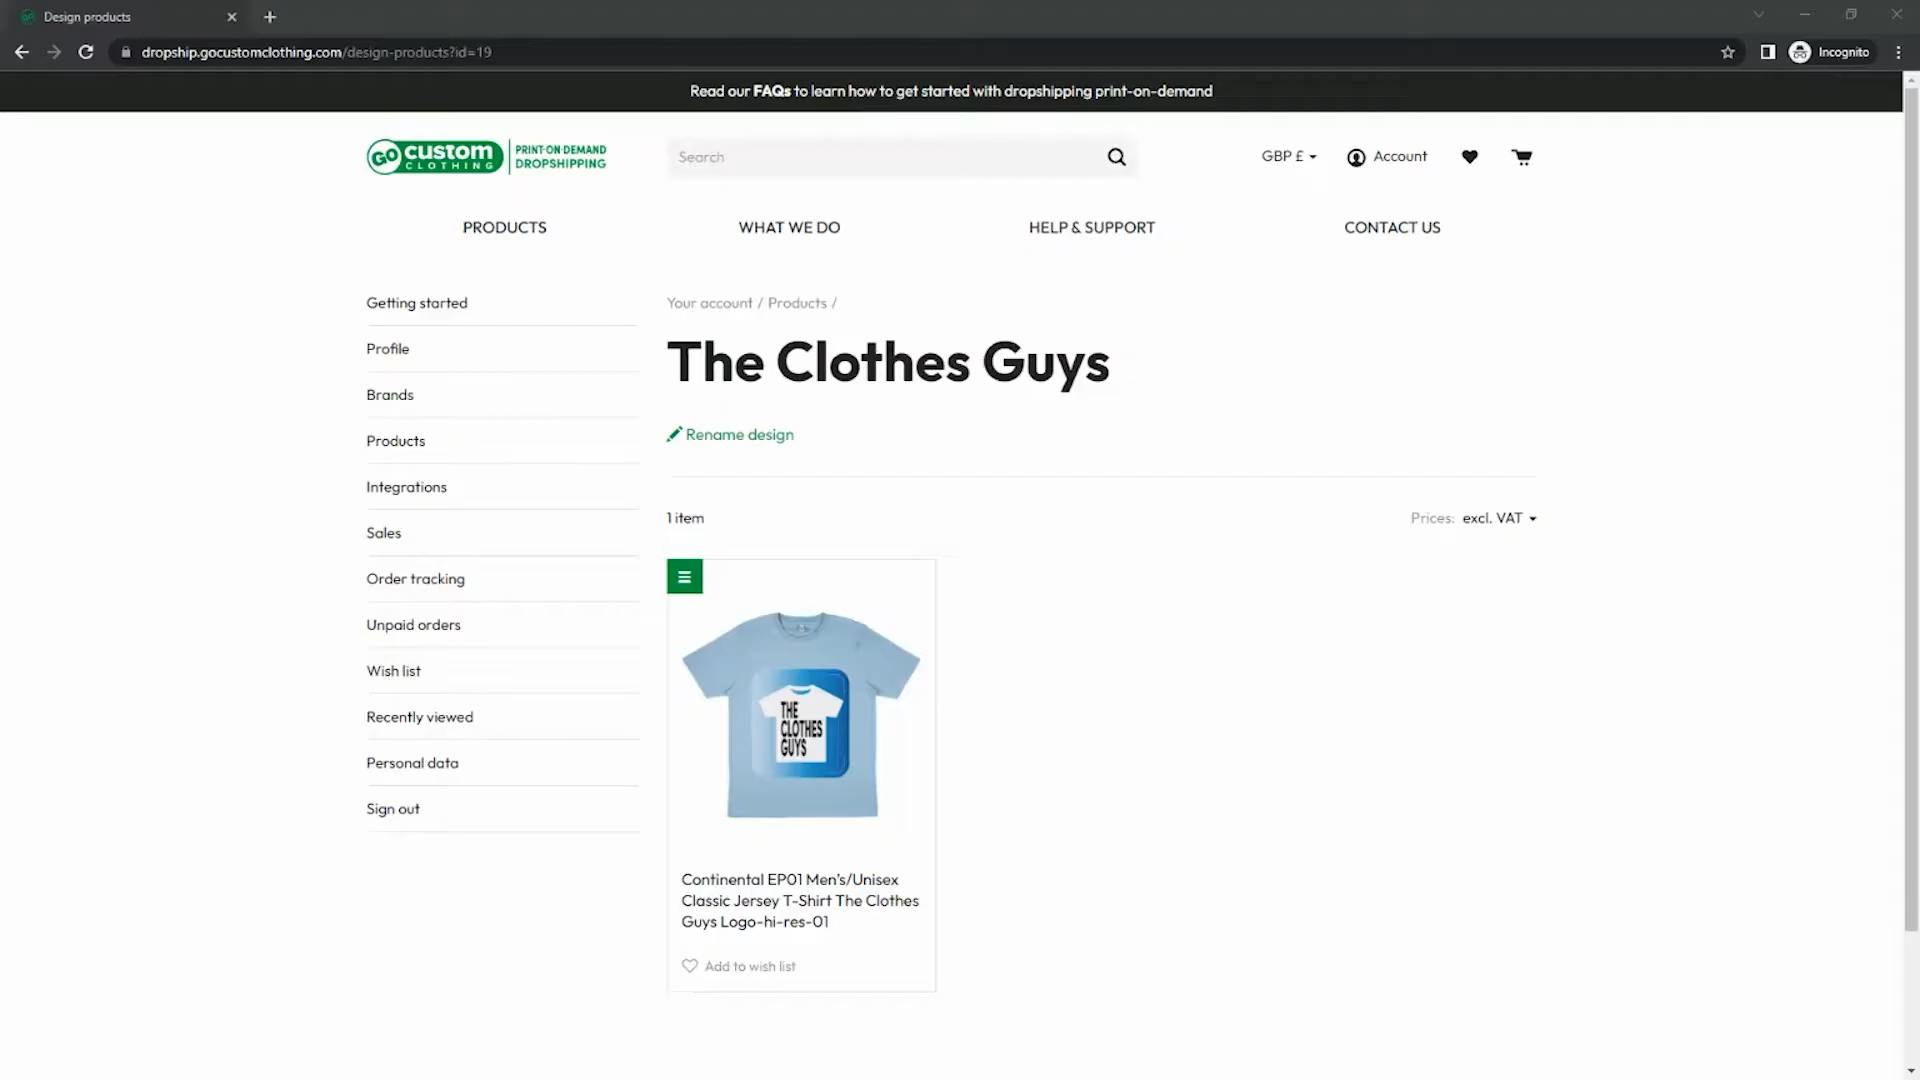 Design products
dropship.gocustomclothing.com/design-products?id=19
Incognito
Read our FAQs to learn how to get started with dropshipping print-on-demand
GO custom CLOTHING PRINT-ON-DEMAND DROPSHIPPING
Search
GBP £
Account
PRODUCTS
WHAT WE DO
HELP & SUPPORT
CONTACT US
Getting started
Profile
Brands
Products
Integrations
Sales
Order tracking
Unpaid orders
Wish list
Recently viewed
Personal data
Sign out
Your account / Products /
The Clothes Guys
Rename design
1 item
Prices: excl. VAT
THE
CLOTHES
GUYS
Continental EP01 Men's/Unisex
Classic Jersey T-Shirt The Clothes
Guys Logo-hi-res-01
Add to wish list